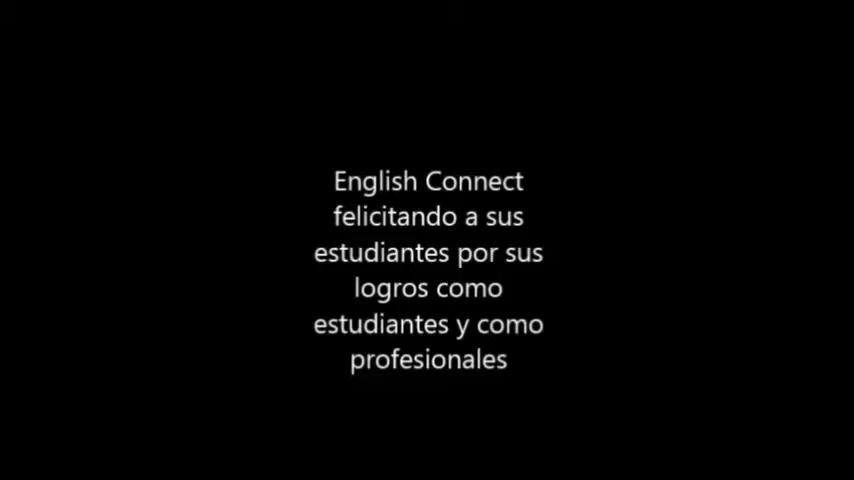 English Connect
felicitando a sus
estudiantes por sus
logros como
estudiantes y como
profesionales